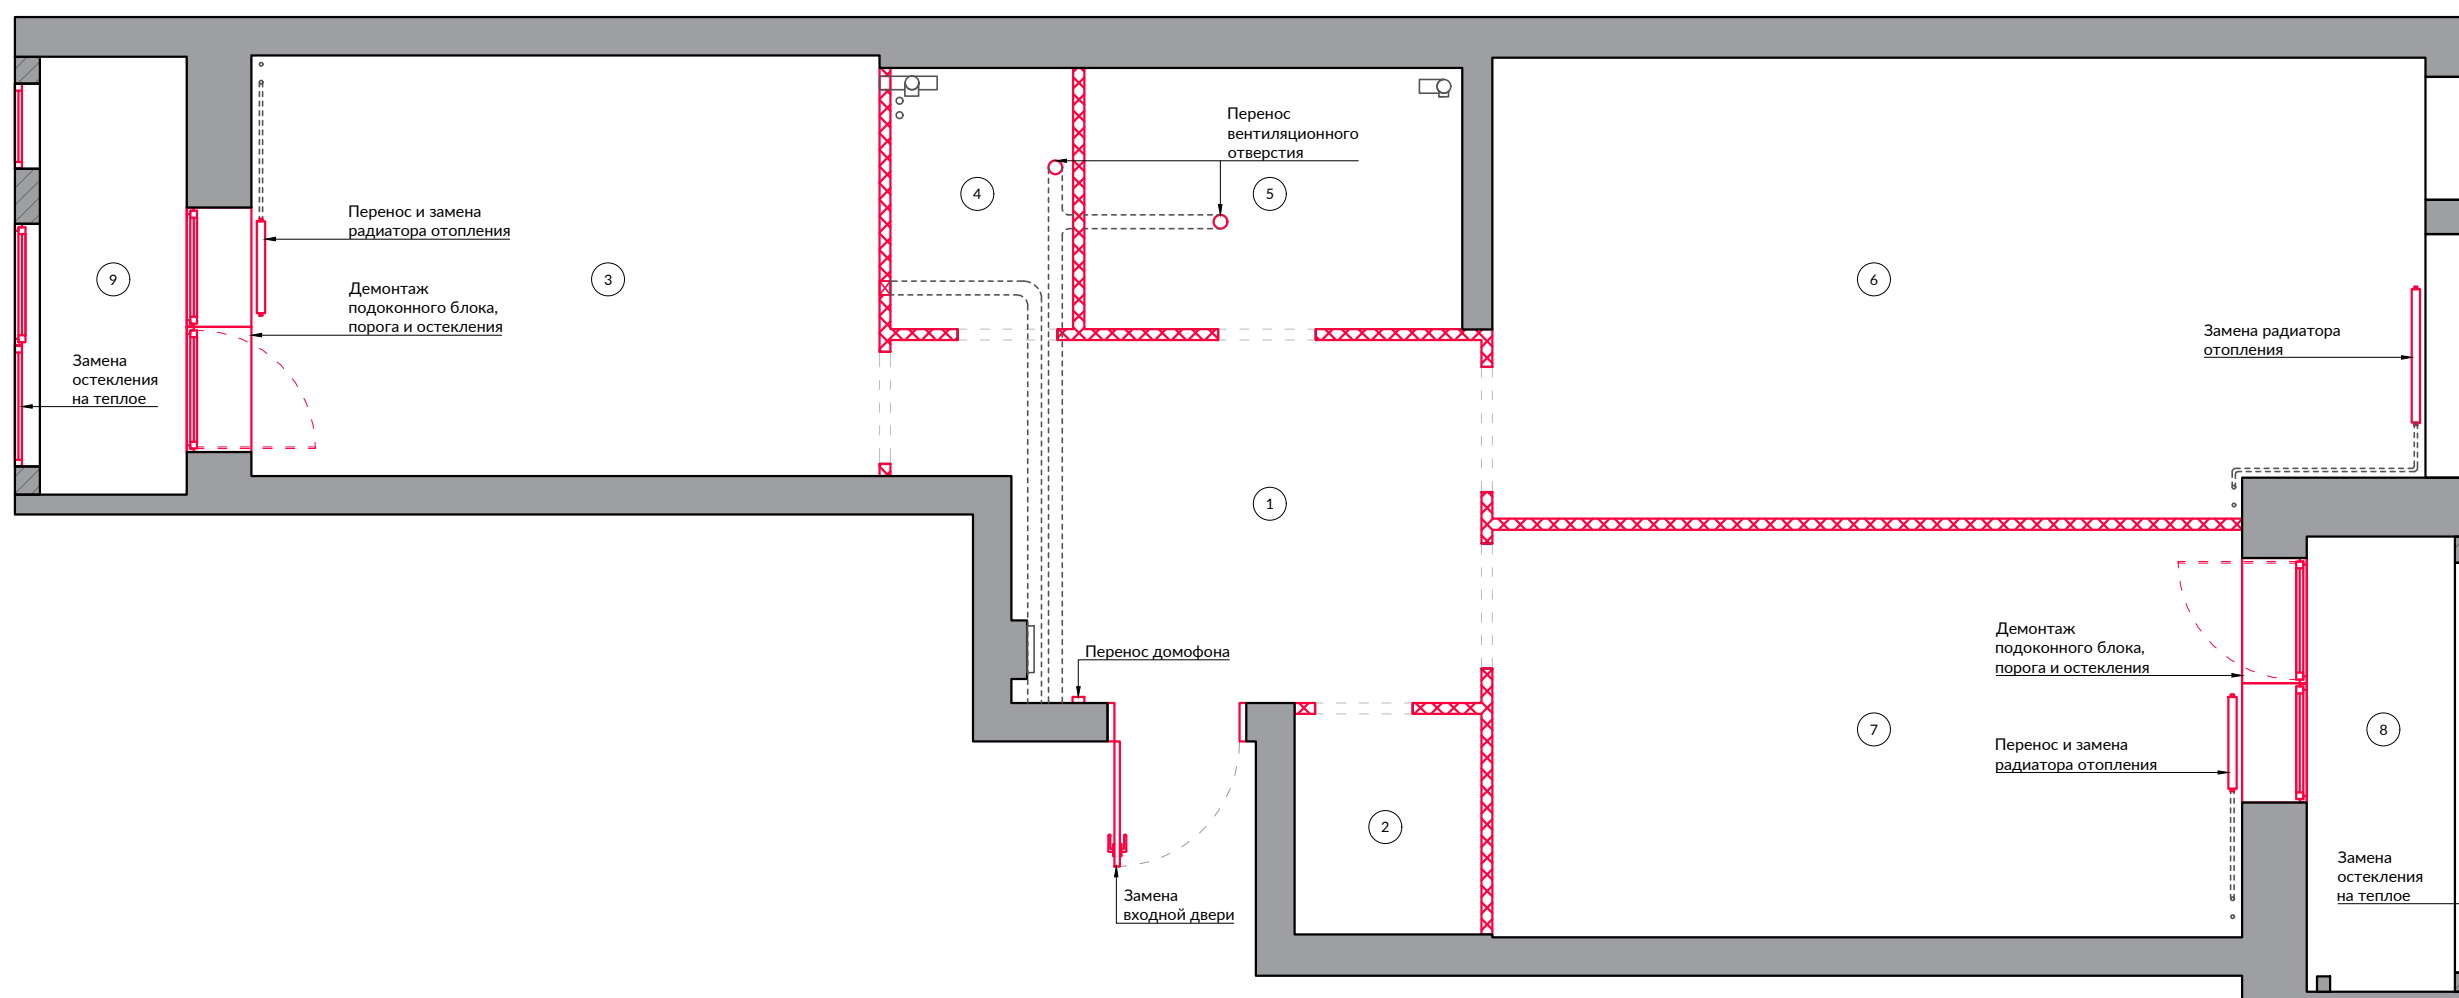 Перенос
вентиляционного
отверстия
4
5
Перенос и замена
радиатора отопления
9
3
6
Демонтаж
подоконного блока,
порога и остекления
Замена радиатора
отопления
Замена
остекления
на теплое
1
Демонтаж
подоконного блока,
порога и остекления
Перенос домофона
7
8
Перенос и замена
радиатора отопления
2
Замена
остекления
на теплое
Замена
входной двери